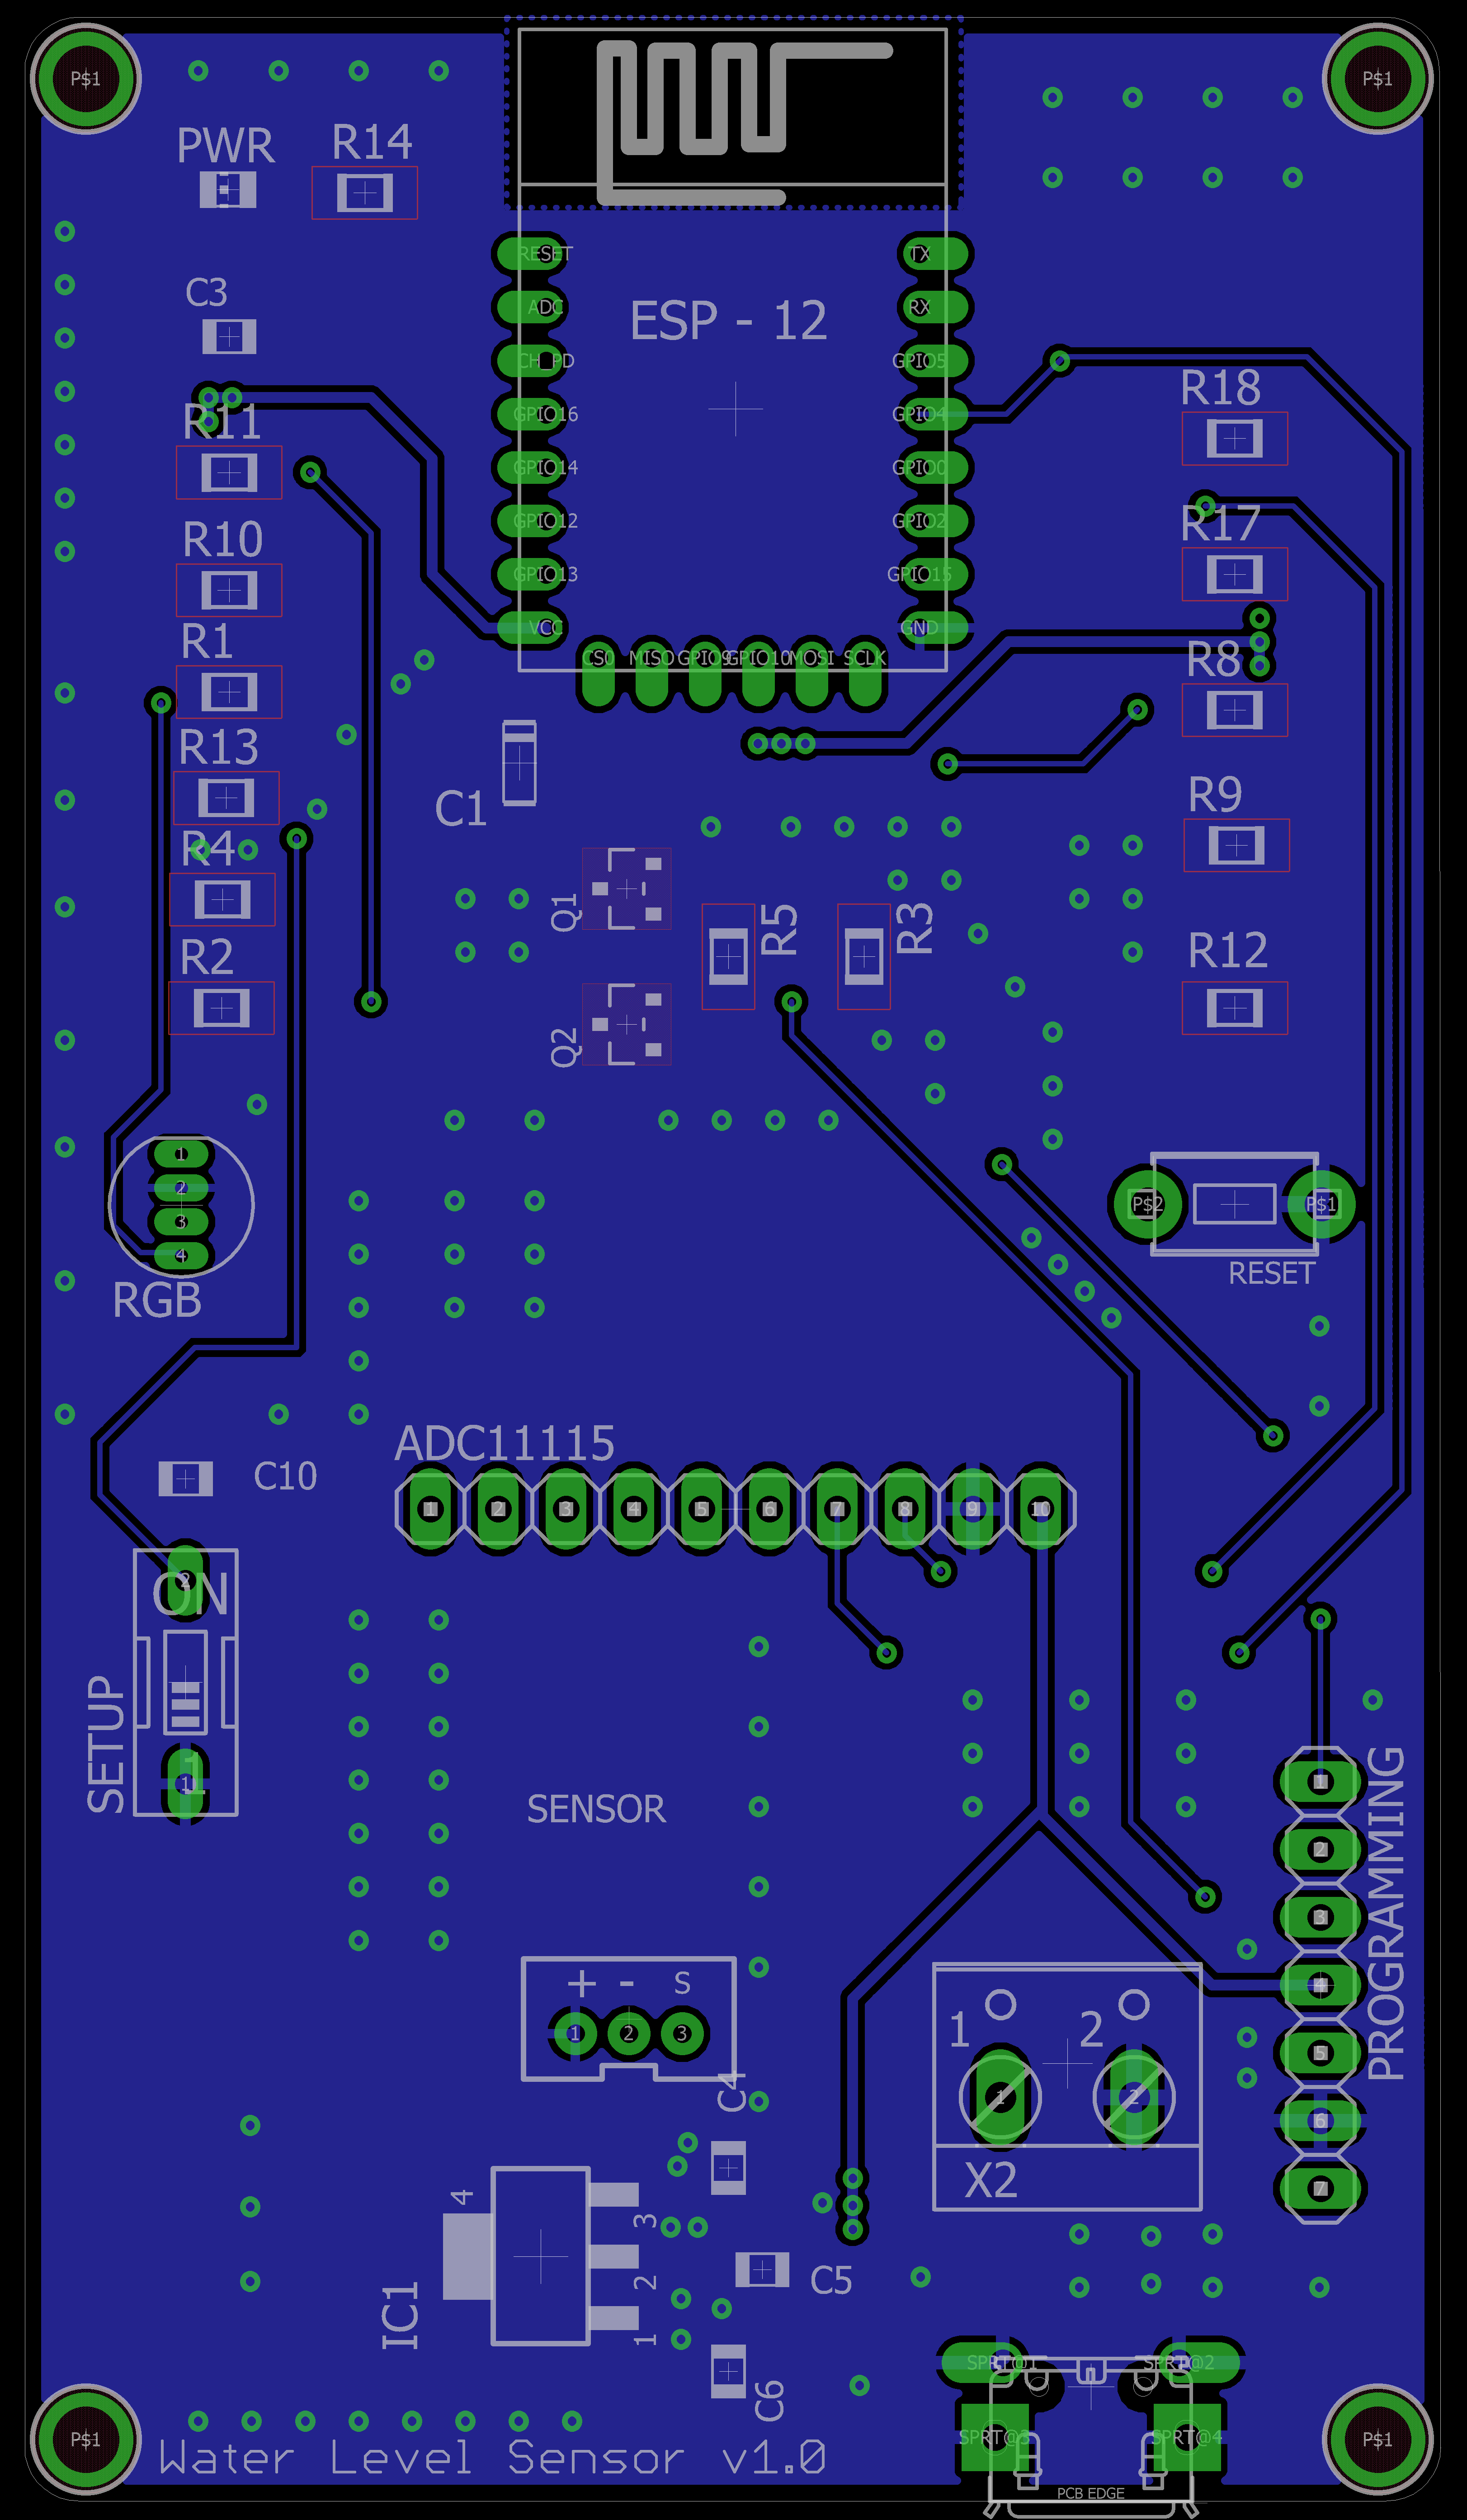 P$1
P$1
PWR
R14
RESET
TX
ADC
RX
ESP - 12
C3
CH_PD
GPIO5
R18
R11
GPIO16
GPIO4
GPIO14
GPIO0
R10
GPIO12
GPIO2
R17
GPIO13
GPIO15
R1
VCC
GND
CS0
MISO
GPIO9
GPIO10
MOSI
SCLK
R8
R13
C1
R9
R4
Q1
R5
R3
R2
R12
Q2
1
2
3
4
RGB
P$2
P$1
RESET
ADC11115
1
2
3
4
5
6
7
8
9
10
C10
2
ON
SETUP
1
1
SENSOR
PROGRAMMING
1
2
3
4
5
6
7
+ - S
1
2
3
C4
1
2
1
2
X2
4
3
2
1
IC1
C5
C6
SPRT@1
SPRT@2
SPRT@3
SPRT@4
PCB EDGE
P$1
P$1
Water Level Sensor v1.0